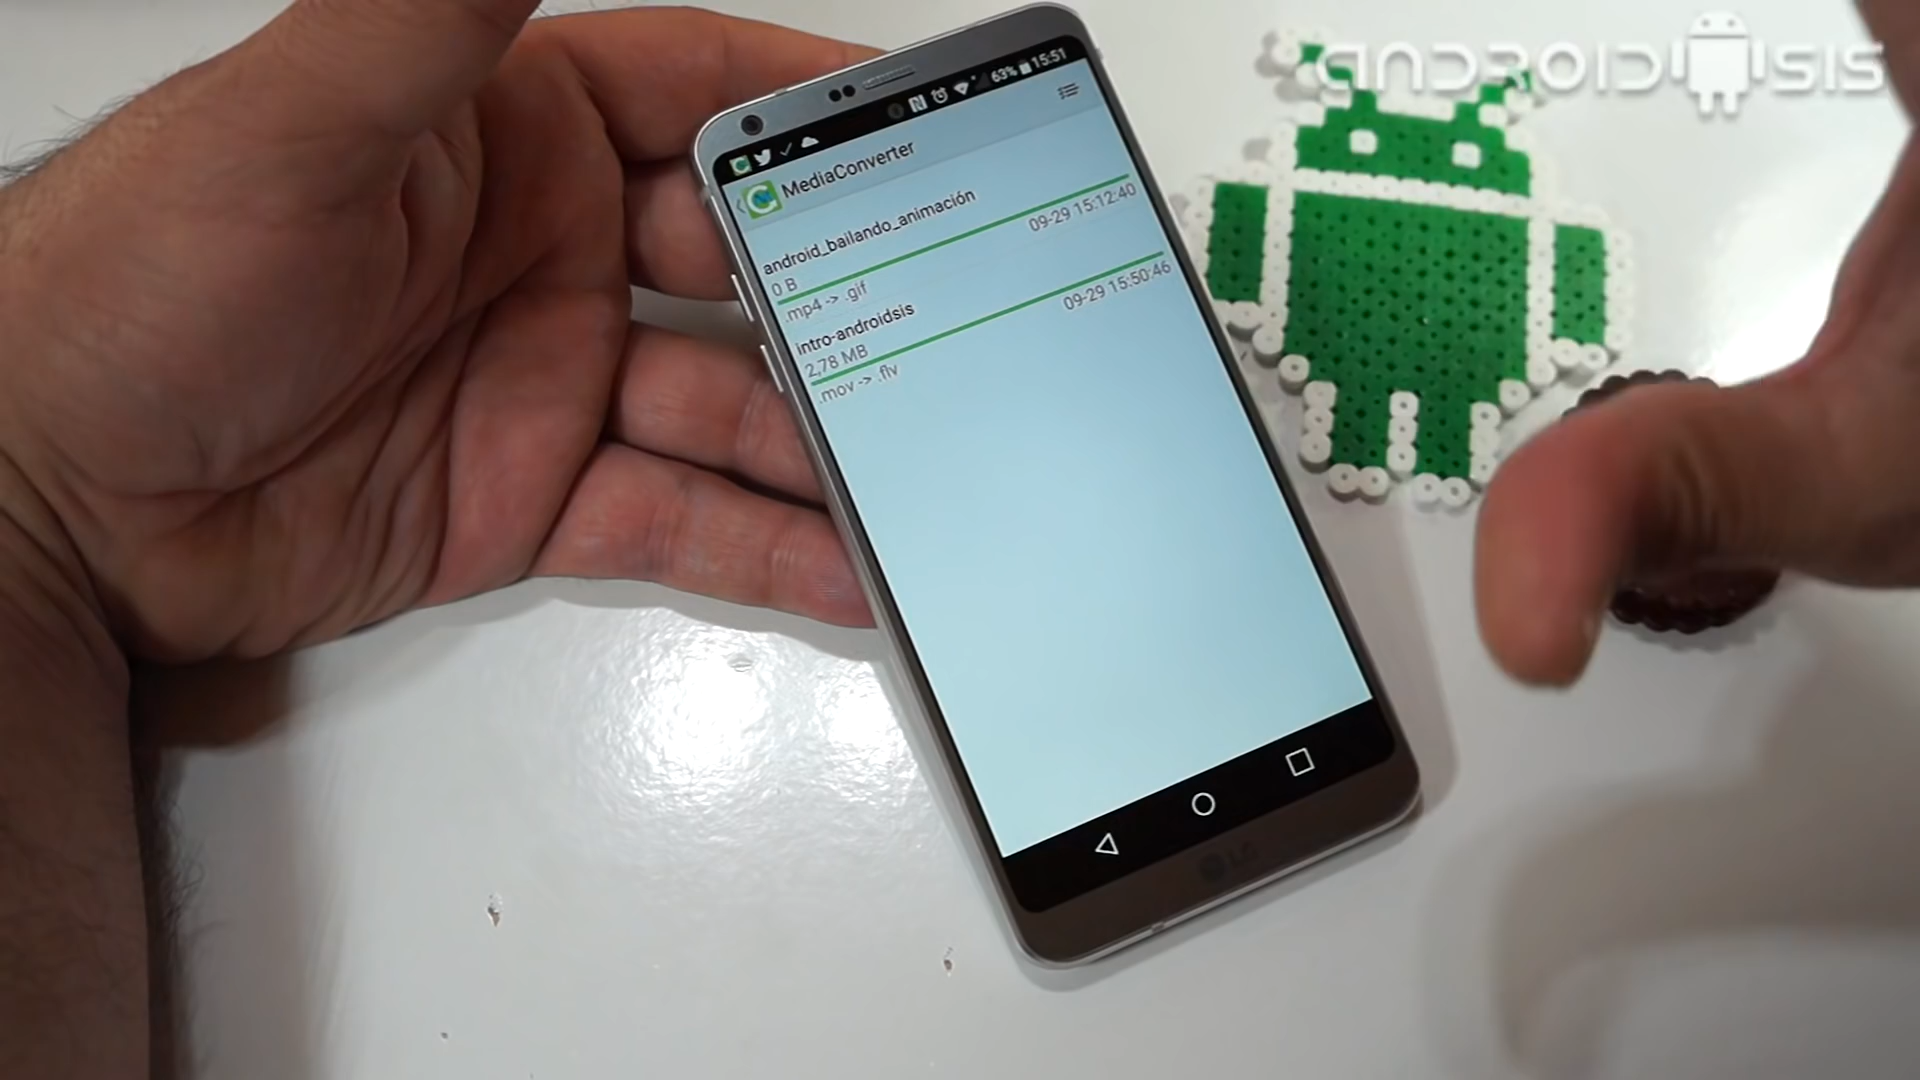 ANDROIDSIS
63% 15:51
MediaConverter
android_bailando_animación
0 B
09-29 15:12:40
.mp4 -> .gif
intro-androidsis
2,78 MB
09-29 15:50:46
.mov -> .flv
LG